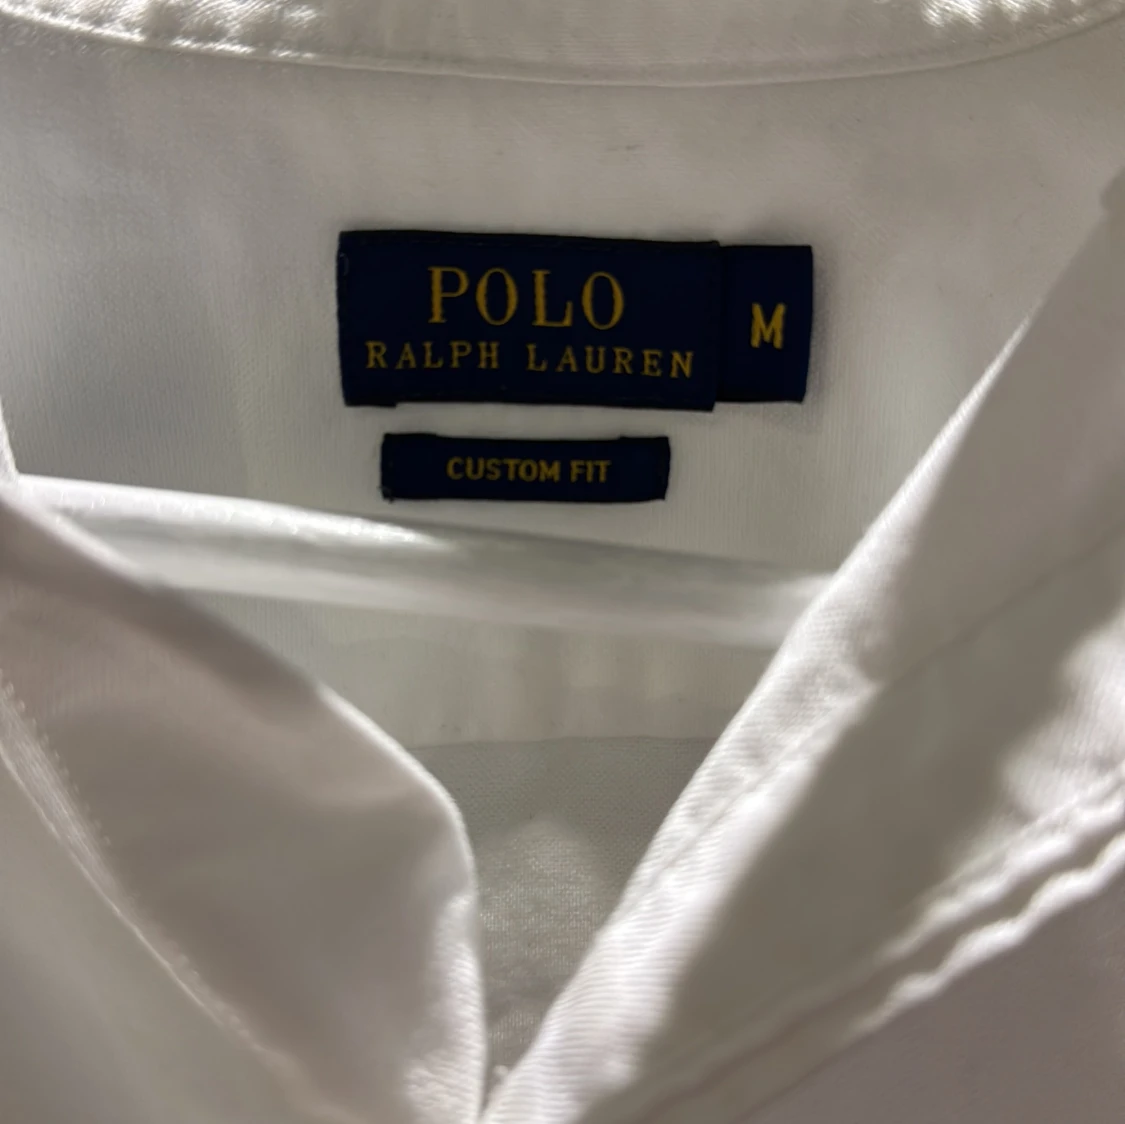 POLO
RALPH LAUREN
M
CUSTOM FIT